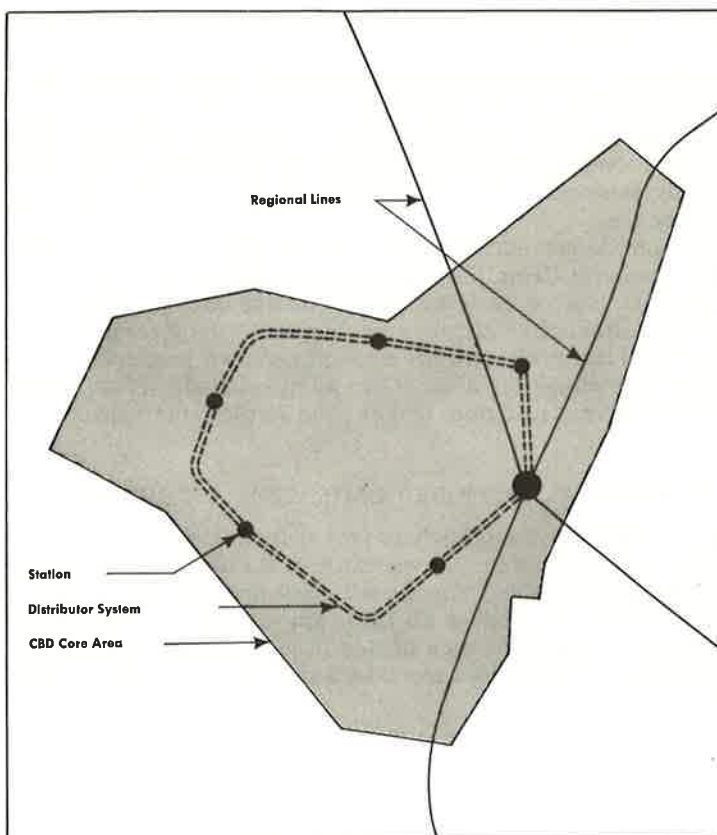 Regional Lines
Station
Distributor System
CBD Core Area